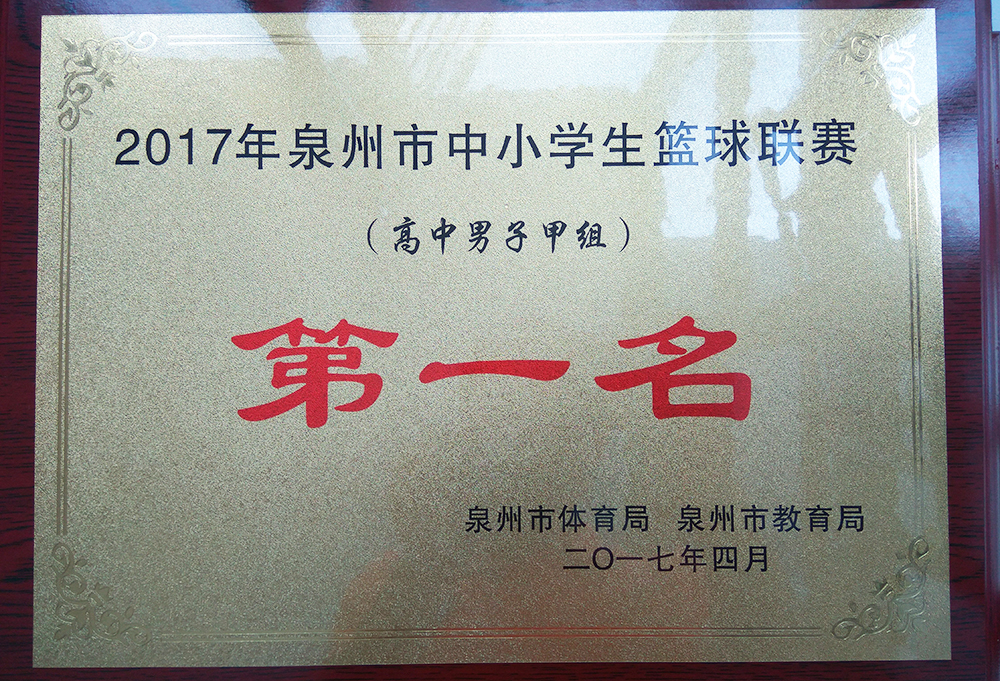 2017年泉州市中小学生篮球联赛
（高中男子甲组）
第一名
泉州市体育局 泉州市教育局
二〇一七年四月